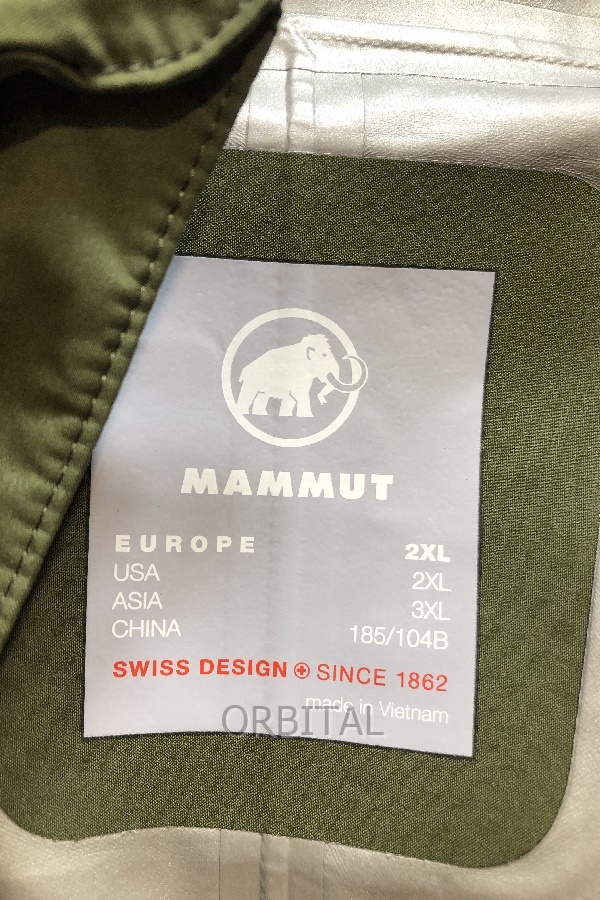 MAMMUT
EUROPE 2XL
USA 2XL
ASIA 3XL
CHINA 185/104B
SWISS DESIGN SINCE 1862
made in Vietnam
ORBITAL